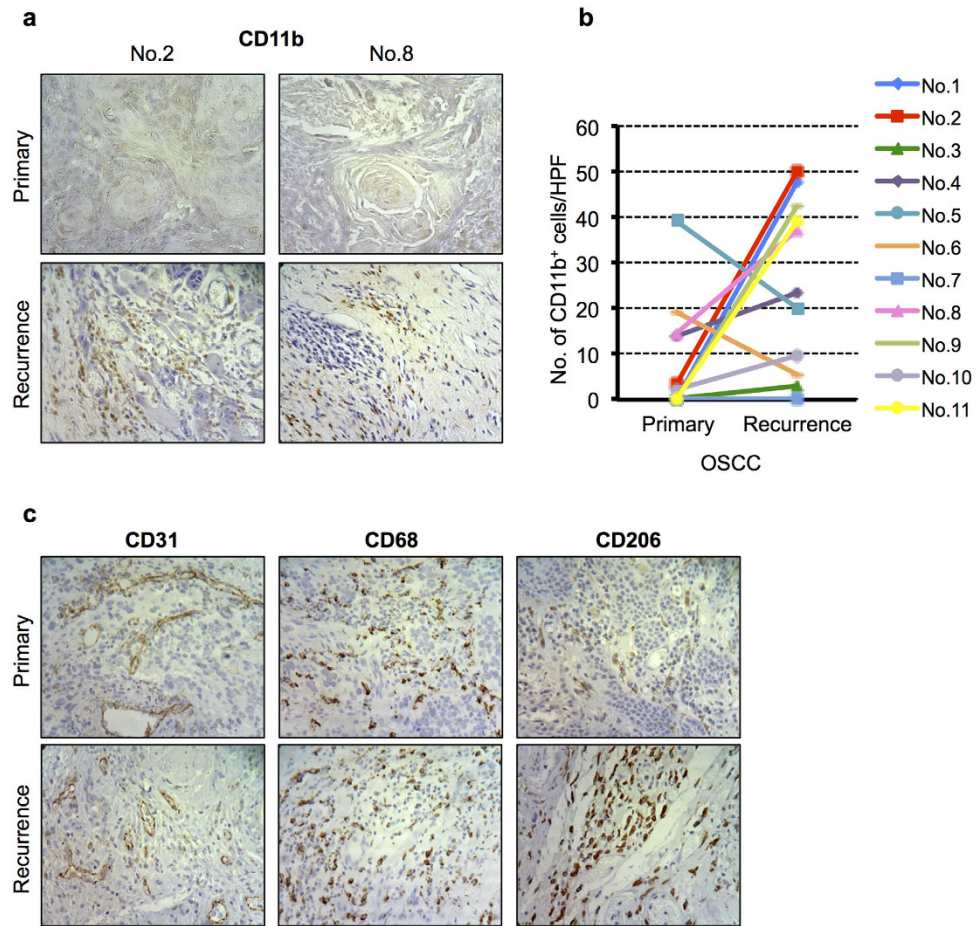 a
CD11b
No.2 No.8
Primary
Recurrence
b
No. of CD11b+ cells/HPF
60
50
40
30
20
10
0
Primary Recurrence
OSCC
No.1
No.2
No.3
No.4
No.5
No.6
No.7
No.8
No.9
No.10
No.11
c
CD31 CD68 CD206
Primary
Recurrence